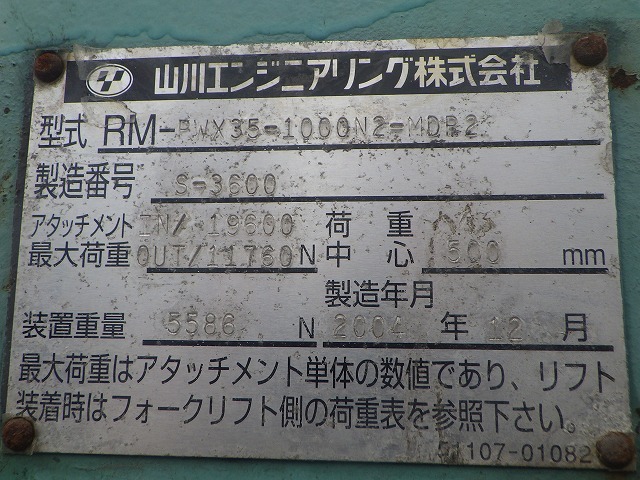 山川エンジニアリング株式会社
型式 RM-PWX35-1000N2-MDR2
製造番号 S-3600
アタッチメント IN/ 19600 荷重
最大荷重 OUT/11760 N 中心 500 mm
製造年月
装置重量 5586 N 2004 年 12 月
最大荷重はアタッチメント単体の数値であり、リフト
装着時はフォークリフト側の荷重表を参照下さい。
107-01082